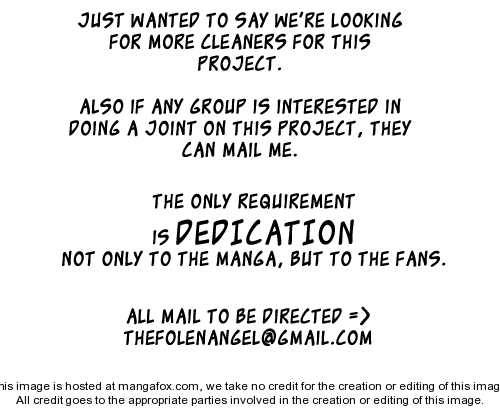 JUST WANTED TO SAY WE'RE LOOKING
FOR MORE CLEANERS FOR THIS
PROJECT.
ALSO IF ANY GROUP IS INTERESTED IN
DOING A JOINT ON THIS PROJECT, THEY
CAN MAIL ME.
THE ONLY REQUIREMENT
IS DEDICATION
NOT ONLY TO THE MANGA, BUT TO THE FANS.
ALL MAIL TO BE DIRECTED =>
THEFOLENANGEL@GMAIL.COM
his image is hosted at mangafox.com, we take no credit for the creation or editing of this imag
All credit goes to the appropriate parties involved in the creation or editing of this image.